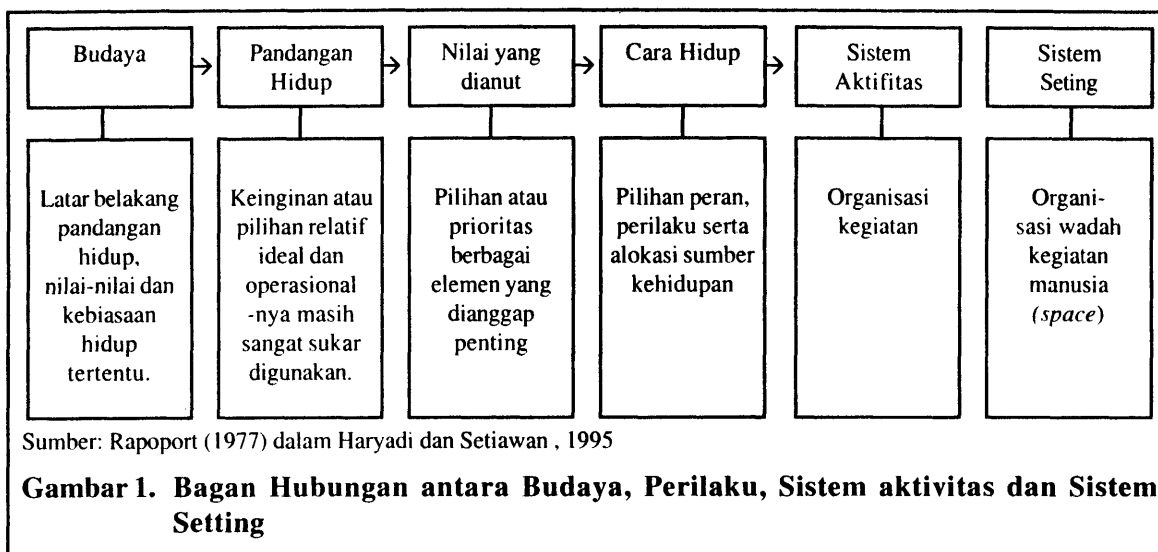 Budaya
Pandangan
Hidup
Nilai yang
dianut
Cara Hidup
Sistem
Aktifitas
Sistem
Seting
Latar belakang
pandangan
hidup,
nilai-nilai dan
kebiasaan
hidup
tertentu.
Keinginan atau
pilihan relatif
ideal dan
operasional
-nya masih
sangat sukar
digunakan.
Pilihan atau
prioritas
berbagai
elemen yang
dianggap
penting
Pilihan peran,
perilaku serta
alokasi sumber
kehidupan
Organisasi
kegiatan
Organi-
sasi wadah
kegiatan
manusia
(space)
Sumber: Rapoport (1977) dalam Haryadi dan Setiawan , 1995
Gambar 1. Bagan Hubungan antara Budaya, Perilaku, Sistem aktivitas dan Sistem
Setting